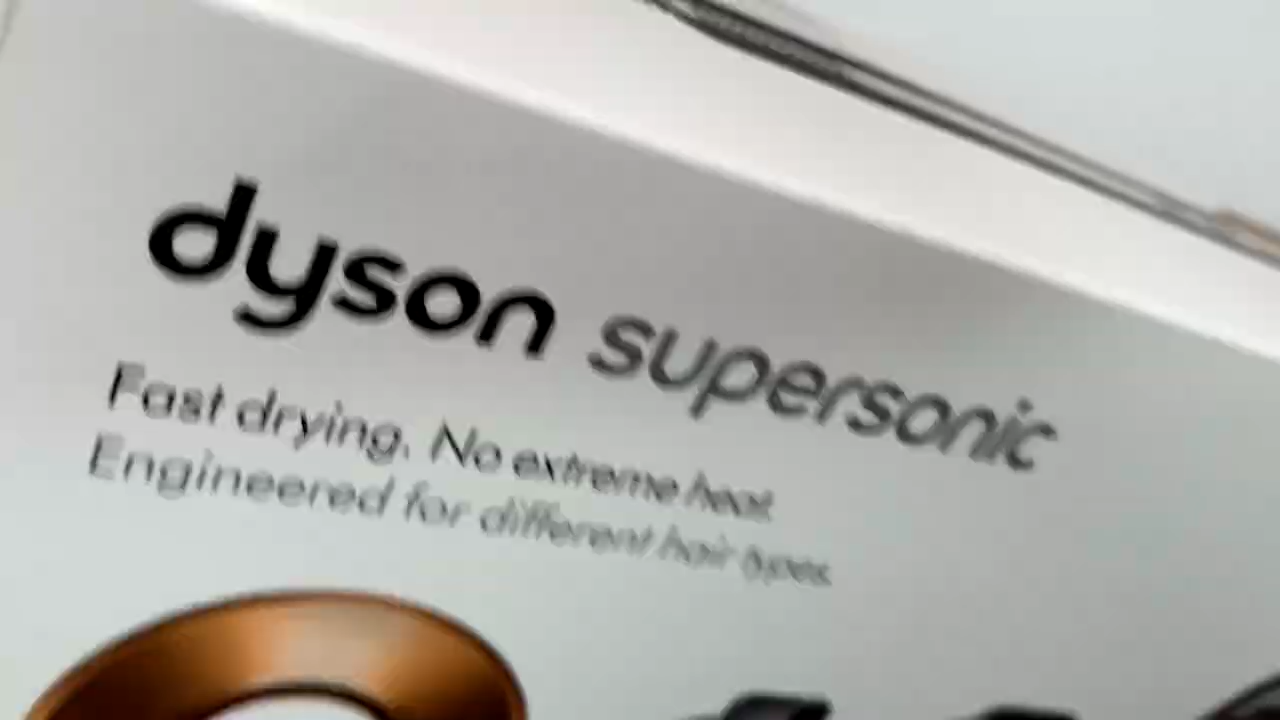 dyson supersonic
Fast drying. No extreme heat.
Engineered for different hair types.